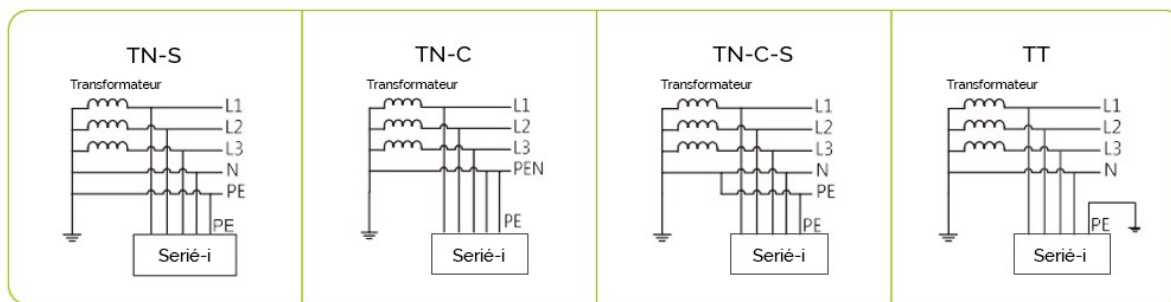 TN-S
Transformateur
L1
L2
L3
N
PE
PE
Serié-i
TN-C
Transformateur
L1
L2
L3
PEN
PE
Serié-i
TN-C-S
Transformateur
L1
L2
L3
N
PE
PE
Serié-i
TT
Transformateur
L1
L2
L3
N
PE
Serié-i